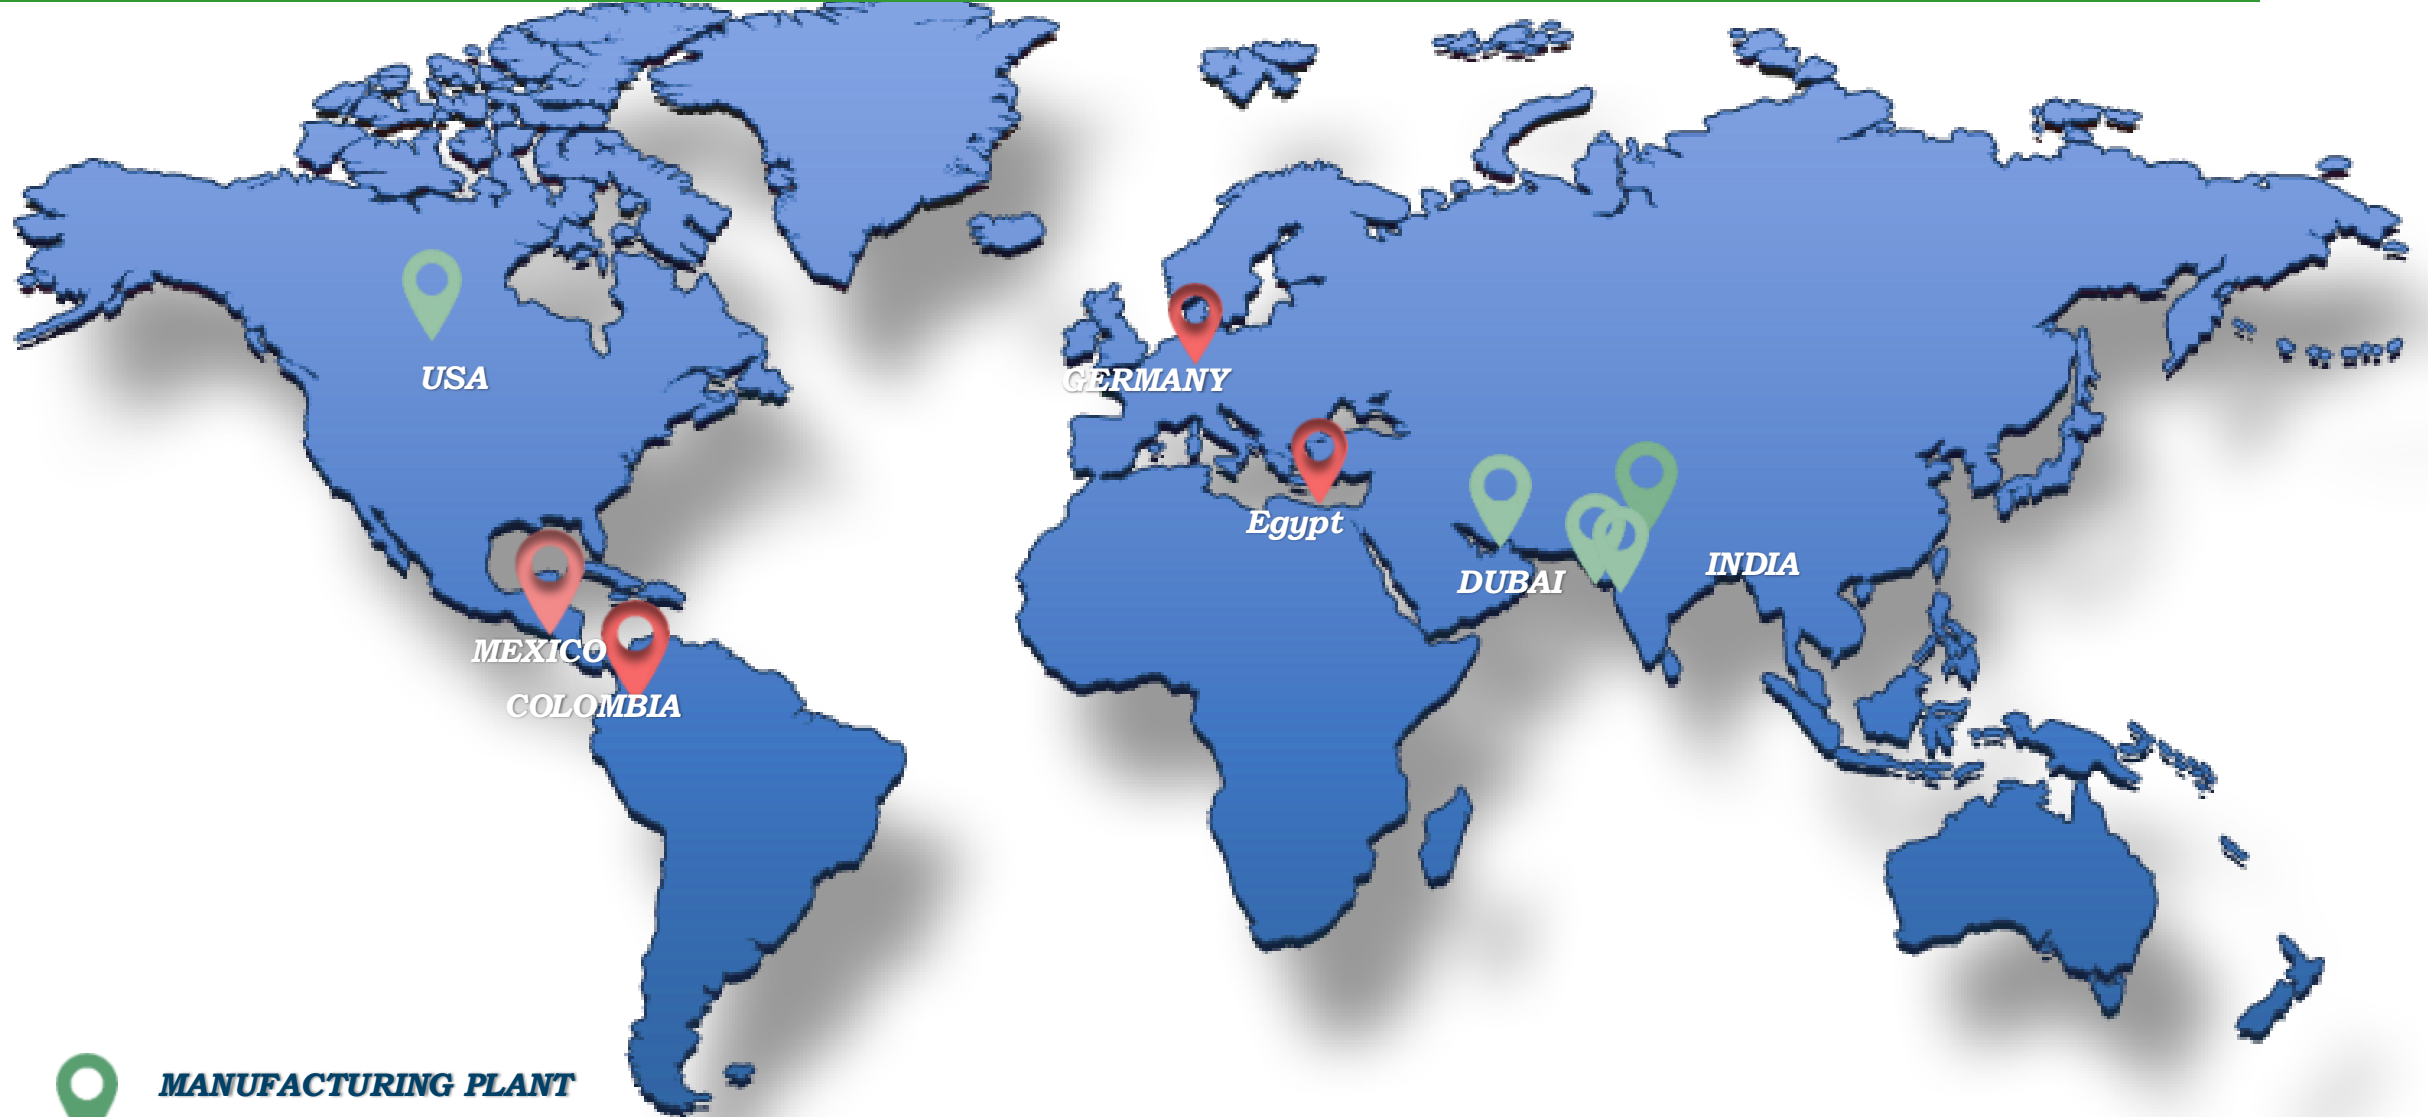 USA
GERMANY
Egypt
DUBAI
INDIA
MEXICO
COLOMBIA
MANUFACTURING PLANT